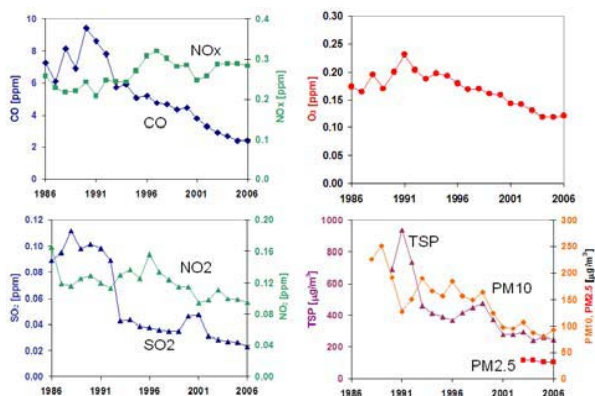 CO [ppm]
10
8
6
4
2
0
NOx
CO
0.4
0.3
0.2
0.1
0.0
NOx [ppm]
1986 1991 1996 2001 2006
O₃ [ppm]
0.30
0.25
0.20
0.15
0.10
0.05
0.00
1986 1991 1996 2001 2006
SO₂ [ppm]
0.12
0.10
0.08
0.06
0.04
0.02
0.00
NO2
SO2
0.20
0.16
0.12
0.08
0.04
0.00
NO₂ [ppm]
1986 1991 1996 2001 2006
TSP [µg/m³]
1000
800
600
400
200
0
TSP
PM10
PM2.5
300
250
200
150
100
50
0
PM10, PM2.5 [µg/m³]
1986 1991 1996 2001 2006